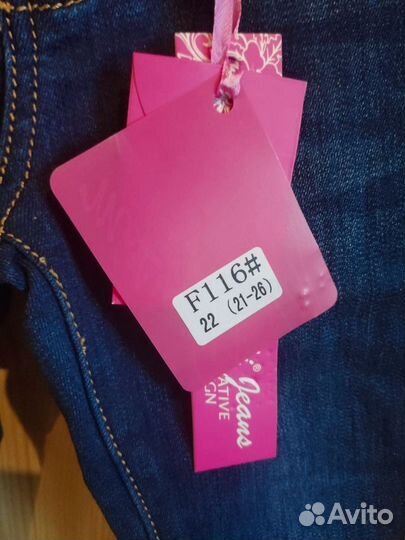 F116#
22 (21-26)
Jeans
ATIVE
GN
Avito